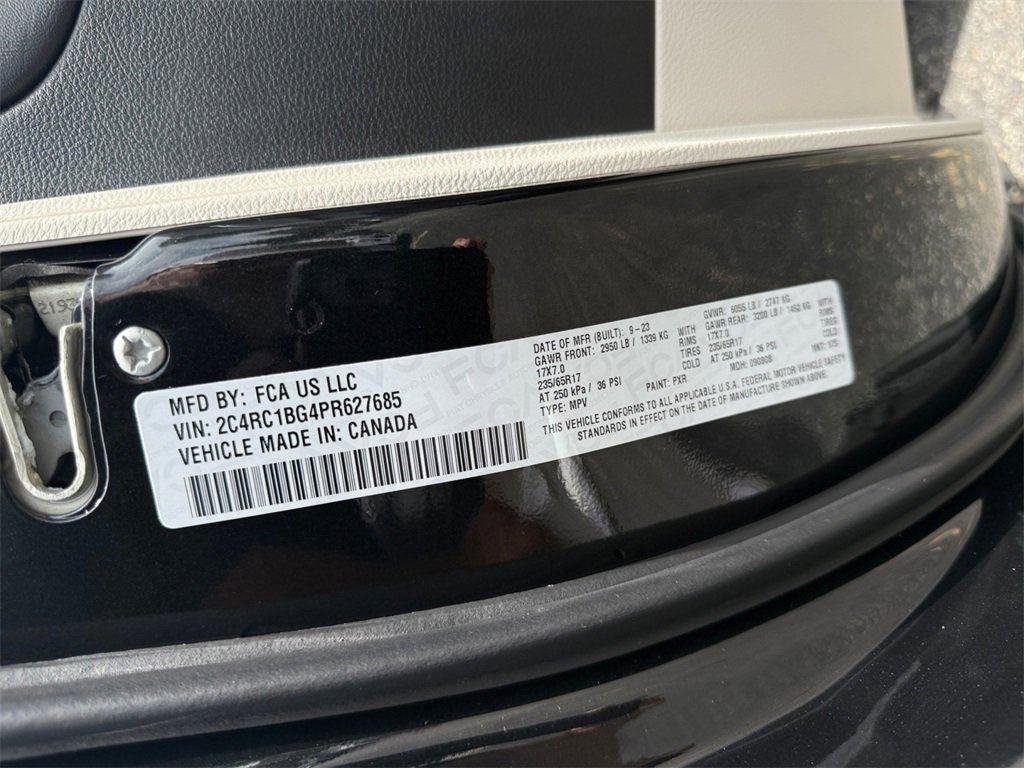 MFD BY: FCA US LLC
VIN: 2C4RC1BG4PR627685
VEHICLE MADE IN: CANADA
DATE OF MFR (BUILT): 9-23 GVWR: 6055 LB / 2747 KG
GAWR FRONT: 2950 LB / 1339 KG WITH GAWR REAR: 3200 LB / 1452 KG WITH
17X7.0 RIMS 17X7.0 RIMS
235/65R17 TIRES 235/65R17 TIRES
AT 250 kPa / 36 PSI COLD AT 250 kPa / 36 PSI COLD
TYPE: MPV PAINT: PXR MDH: 090808
THIS VEHICLE CONFORMS TO ALL APPLICABLE U.S.A. FEDERAL MOTOR VEHICLE SAFETY
STANDARDS IN EFFECT ON THE DATE OF MANUFACTURE SHOWN ABOVE.